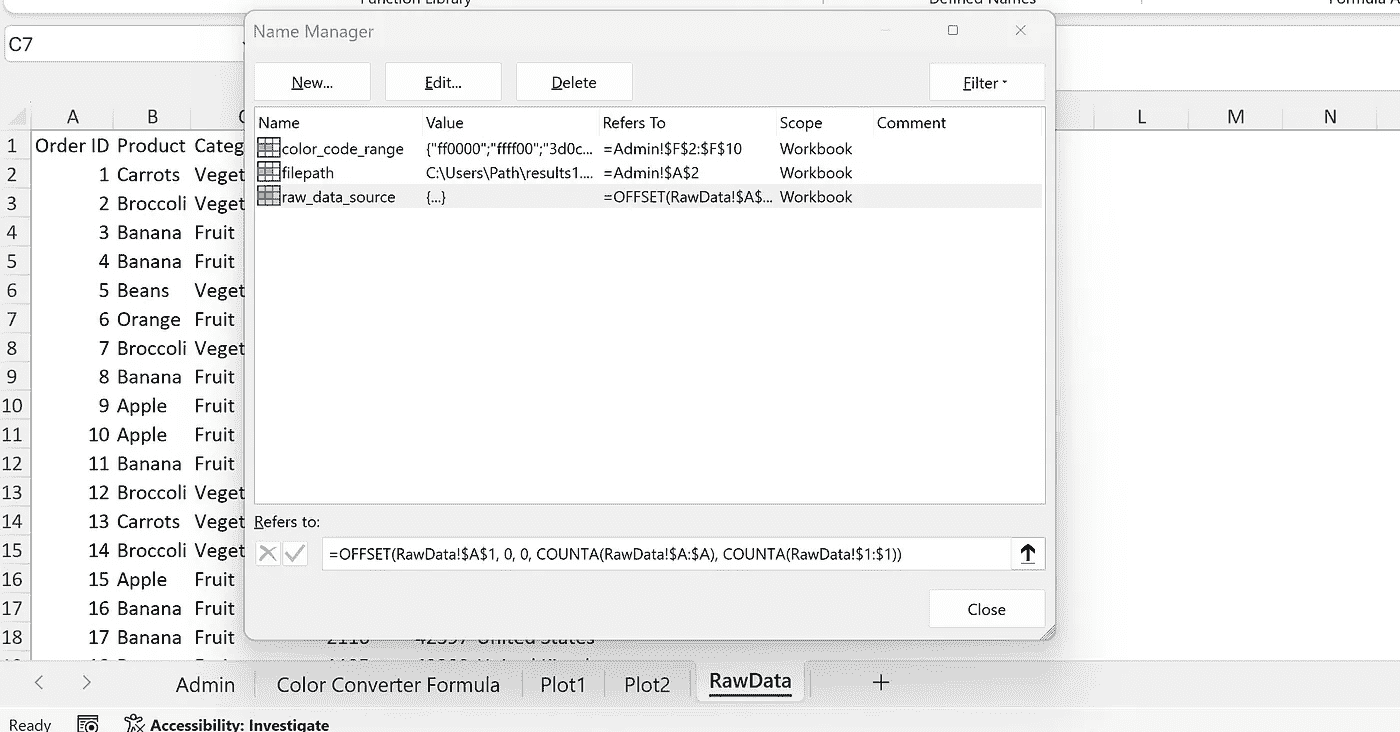 Function Library Defined Names Formula A
C7
Name Manager
New... Edit... Delete Filter
Name Value Refers To Scope Comment
color_code_range {"ff0000";"ffff00";"3d0c... =Admin!$F$2:$F$10 Workbook
filepath C:\Users\Path\results1.... =Admin!$A$2 Workbook
raw_data_source {...} =OFFSET(RawData!$A$... Workbook
Refers to:
=OFFSET(RawData!$A$1, 0, 0, COUNTA(RawData!$A:$A), COUNTA(RawData!$1:$1))
Close
A B C L M N
1 Order ID Product Categ
2 1 Carrots Veget
3 2 Broccoli Veget
4 3 Banana Fruit
5 4 Banana Fruit
6 5 Beans Veget
7 6 Orange Fruit
8 7 Broccoli Veget
9 8 Banana Fruit
10 9 Apple Fruit
11 10 Apple Fruit
12 11 Banana Fruit
13 12 Broccoli Veget
14 13 Carrots Veget
15 14 Broccoli Veget
16 15 Apple Fruit
17 16 Banana Fruit
18 17 Banana Fruit 42397 United States
Admin Color Converter Formula Plot1 Plot2 RawData
Ready Accessibility: Investigate